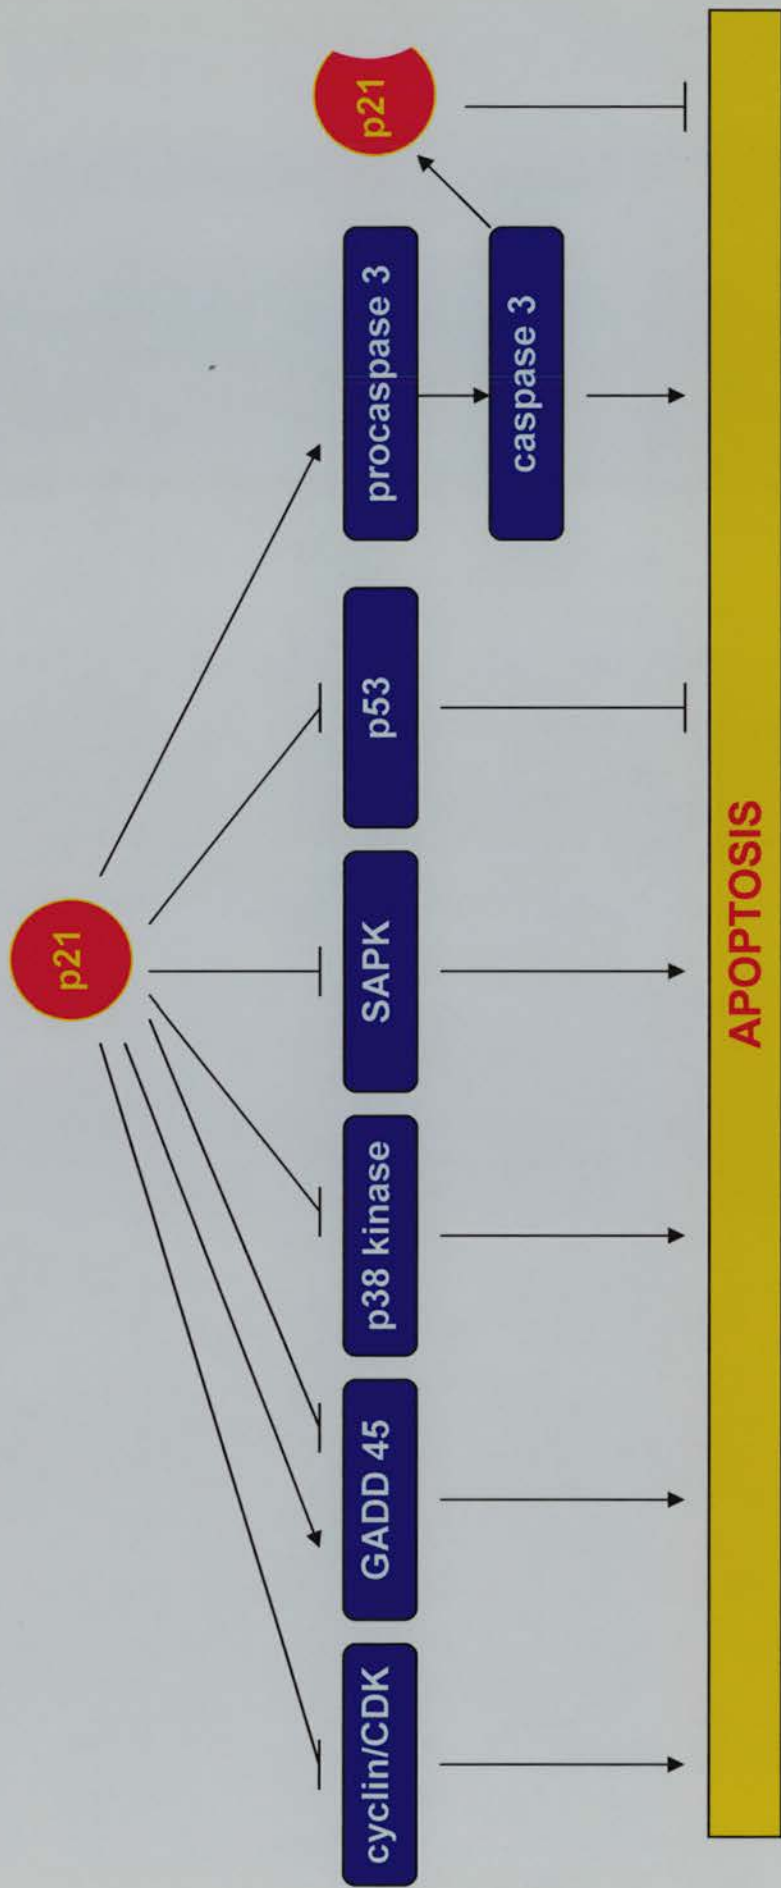 p21
cyclin/CDK
GADD 45
p38 kinase
SAPK
p53
procaspase 3
p21
caspase 3
APOPTOSIS